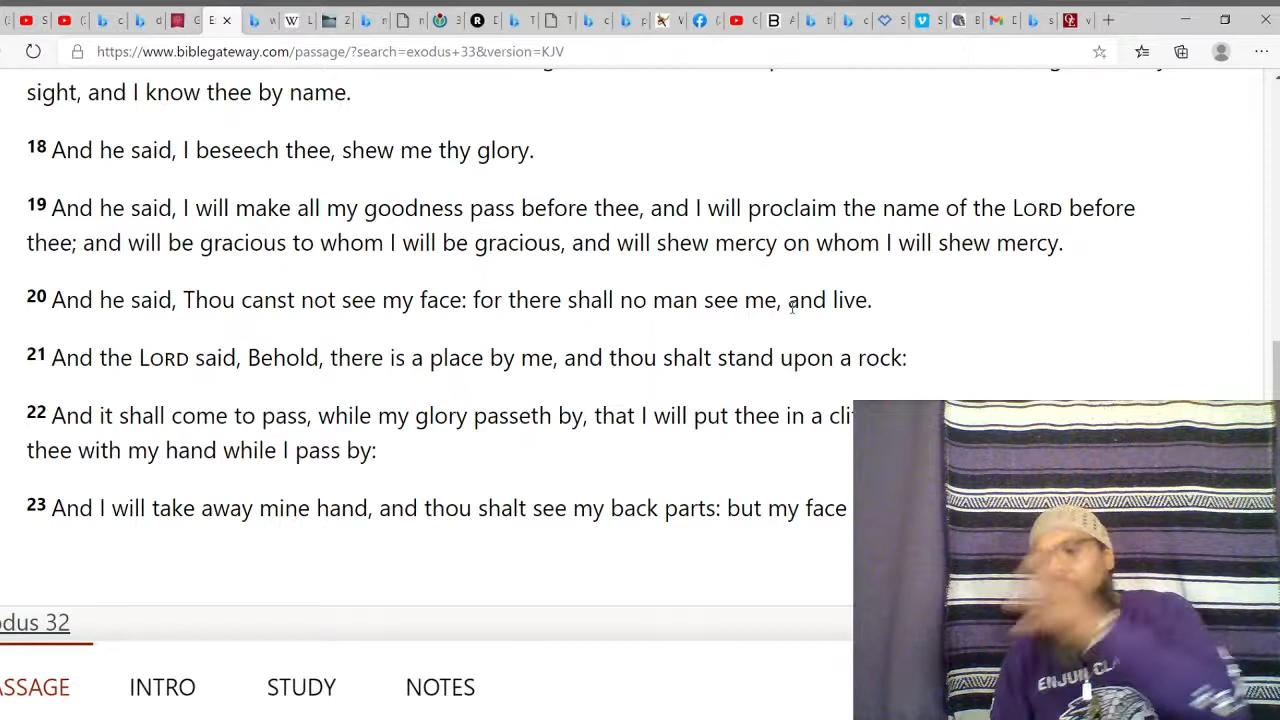 https://www.biblegateway.com/passage/?search=exodus+33&version=KJV
sight, and I know thee by name.
18 And he said, I beseech thee, shew me thy glory.
19 And he said, I will make all my goodness pass before thee, and I will proclaim the name of the LORD before
thee; and will be gracious to whom I will be gracious, and will shew mercy on whom I will shew mercy.
20 And he said, Thou canst not see my face: for there shall no man see me, and live.
21 And the LORD said, Behold, there is a place by me, and thou shalt stand upon a rock:
22 And it shall come to pass, while my glory passeth by, that I will put thee in a
thee with my hand while I pass by:
23 And I will take away mine hand, and thou shalt see my back parts: but my face
odus 32
ASSAGE INTRO STUDY NOTES